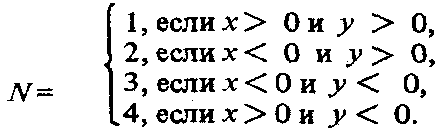 1, если x > 0 и y > 0,
2, если x < 0 и y > 0,
N = 3, если x < 0 и y < 0,
4, если x > 0 и y < 0.